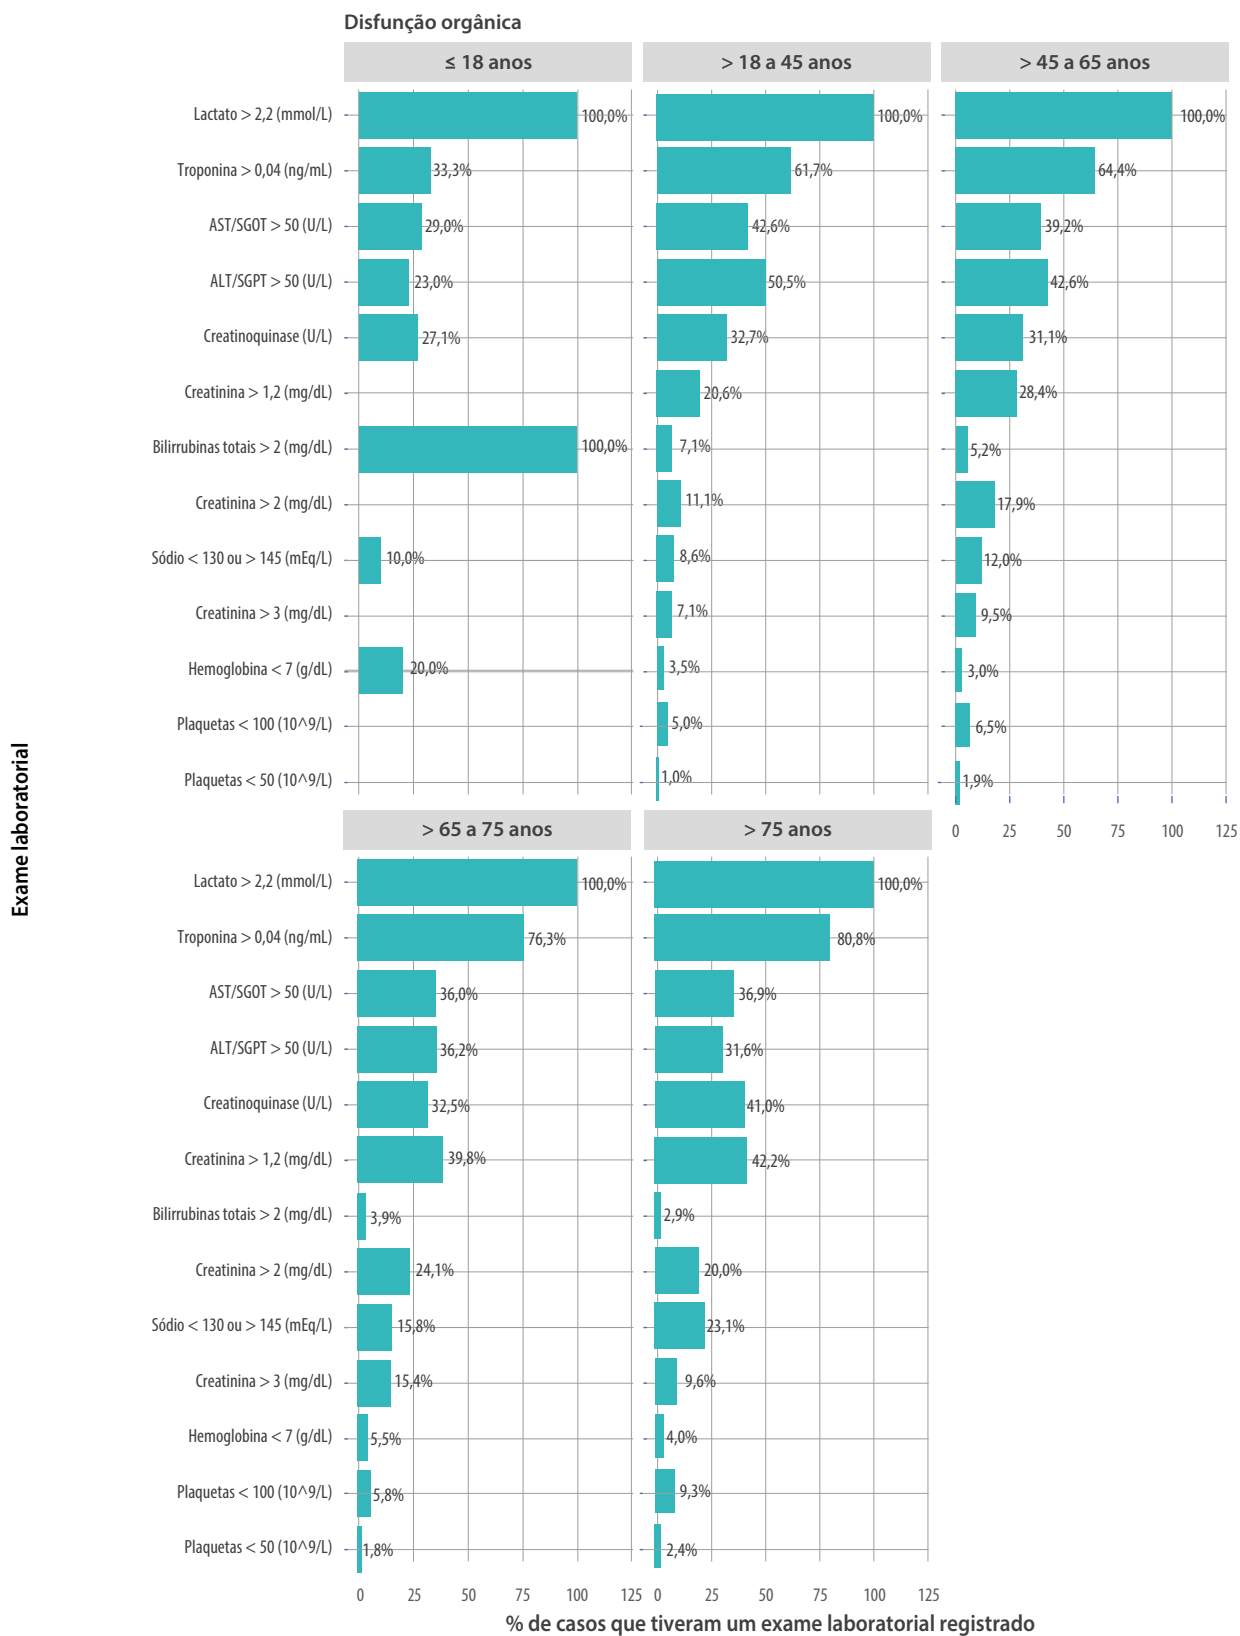 Disfunção orgânica
≤ 18 anos
> 18 a 45 anos
> 45 a 65 anos
Lactato > 2,2 (mmol/L) 100,0% 100,0% 100,0%
Troponina > 0,04 (ng/mL) 33,3% 61,7% 64,4%
AST/SGOT > 50 (U/L) 29,0% 42,6% 39,2%
ALT/SGPT > 50 (U/L) 23,0% 50,5% 42,6%
Creatinoquinase (U/L) 27,1% 32,7% 31,1%
Creatinina > 1,2 (mg/dL) 20,6% 28,4%
Bilirrubinas totais > 2 (mg/dL) 100,0% 7,1% 5,2%
Creatinina > 2 (mg/dL) 11,1% 17,9%
Sódio < 130 ou > 145 (mEq/L) 10,0% 8,6% 12,0%
Creatinina > 3 (mg/dL) 7,1% 9,5%
Hemoglobina < 7 (g/dL) 20,0% 3,5% 3,0%
Plaquetas < 100 (10^9/L) 5,0% 6,5%
Plaquetas < 50 (10^9/L) 1,0% 1,9%
0 25 50 75 100 125
> 65 a 75 anos
> 75 anos
Lactato > 2,2 (mmol/L) 100,0% 100,0%
Troponina > 0,04 (ng/mL) 76,3% 80,8%
AST/SGOT > 50 (U/L) 36,0% 36,9%
ALT/SGPT > 50 (U/L) 36,2% 31,6%
Creatinoquinase (U/L) 32,5% 41,0%
Creatinina > 1,2 (mg/dL) 39,8% 42,2%
Bilirrubinas totais > 2 (mg/dL) 3,9% 2,9%
Creatinina > 2 (mg/dL) 24,1% 20,0%
Sódio < 130 ou > 145 (mEq/L) 15,8% 23,1%
Creatinina > 3 (mg/dL) 15,4% 9,6%
Hemoglobina < 7 (g/dL) 5,5% 4,0%
Plaquetas < 100 (10^9/L) 5,8% 9,3%
Plaquetas < 50 (10^9/L) 1,8% 2,4%
0 25 50 75 100 125 0 25 50 75 100 125
% de casos que tiveram um exame laboratorial registrado
Exame laboratorial